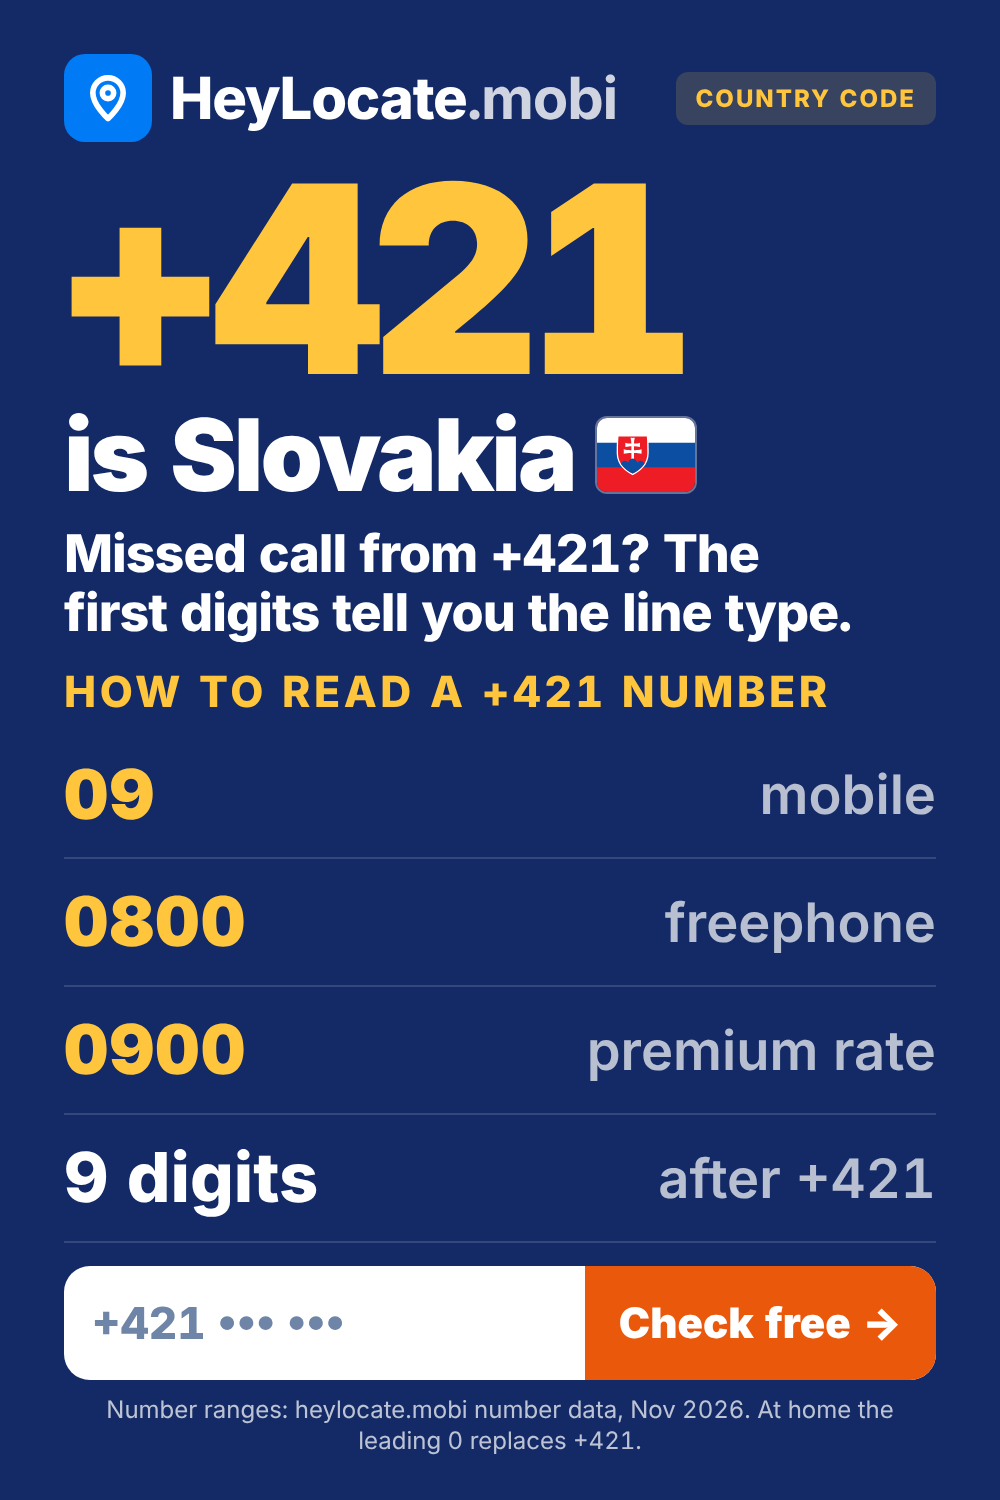 HeyLocate.mobi
COUNTRY CODE
+421
is Slovakia
Missed call from +421? The
first digits tell you the line type.
HOW TO READ A +421 NUMBER
09 mobile
0800 freephone
0900 premium rate
9 digits after +421
+421 ••• •••
Check free →
Number ranges: heylocate.mobi number data, Nov 2026. At home the
leading 0 replaces +421.